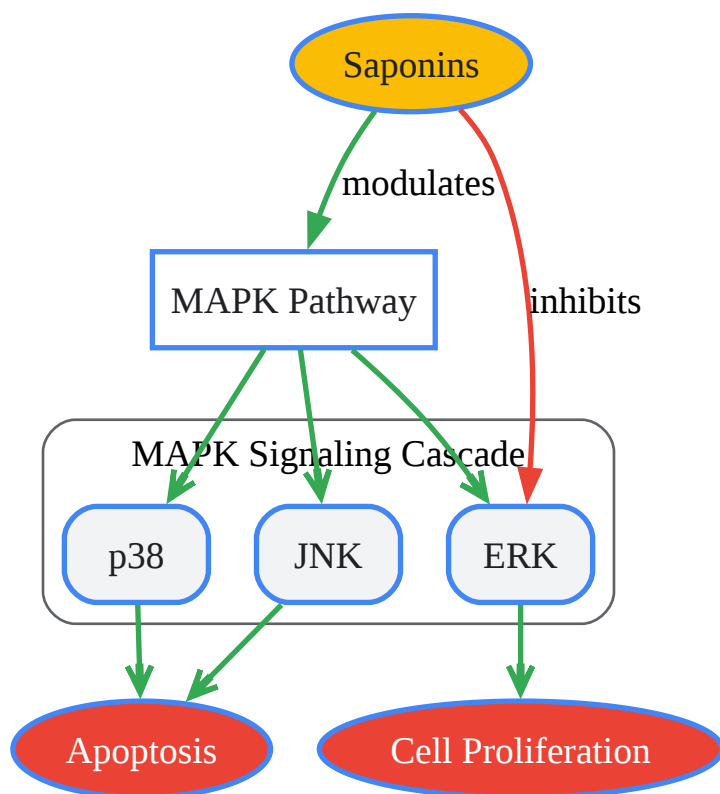 Saponins
modulates
MAPK Pathway
inhibits
MAPK Signaling Cascade
p38
JNK
ERK
Apoptosis
Cell Proliferation